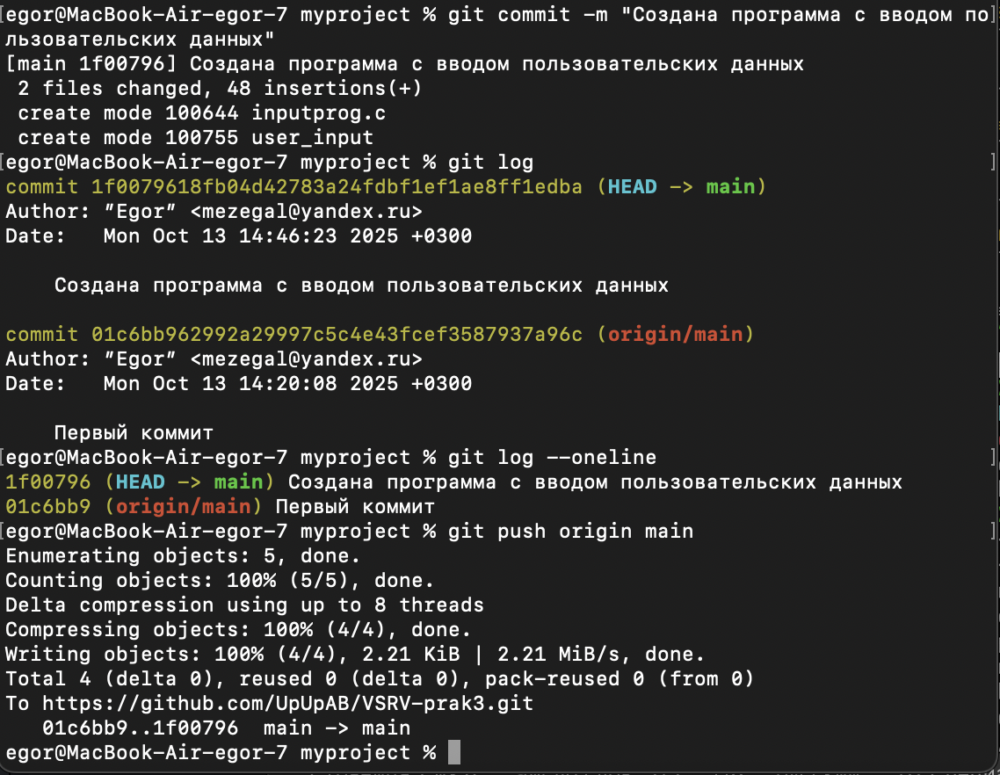 [egor@MacBook-Air-egor-7 myproject % git commit -m "Создана программа с вводом по]
льзовательских данных"
[main 1f00796] Создана программа с вводом пользовательских данных
 2 files changed, 48 insertions(+)
 create mode 100644 inputprog.c
 create mode 100755 user_input
[egor@MacBook-Air-egor-7 myproject % git log ]
commit 1f0079618fb04d42783a24fdbf1ef1ae8ff1edba (HEAD -> main)
Author: ”Egor” <mezegal@yandex.ru>
Date:   Mon Oct 13 14:46:23 2025 +0300

    Создана программа с вводом пользовательских данных

commit 01c6bb962992a29997c5c4e43fcef3587937a96c (origin/main)
Author: ”Egor” <mezegal@yandex.ru>
Date:   Mon Oct 13 14:20:08 2025 +0300

    Первый коммит
[egor@MacBook-Air-egor-7 myproject % git log --oneline ]
1f00796 (HEAD -> main) Создана программа с вводом пользовательских данных
01c6bb9 (origin/main) Первый коммит
[egor@MacBook-Air-egor-7 myproject % git push origin main ]
Enumerating objects: 5, done.
Counting objects: 100% (5/5), done.
Delta compression using up to 8 threads
Compressing objects: 100% (4/4), done.
Writing objects: 100% (4/4), 2.21 KiB | 2.21 MiB/s, done.
Total 4 (delta 0), reused 0 (delta 0), pack-reused 0 (from 0)
To https://github.com/UpUpAB/VSRV-prak3.git
   01c6bb9..1f00796  main -> main
egor@MacBook-Air-egor-7 myproject %